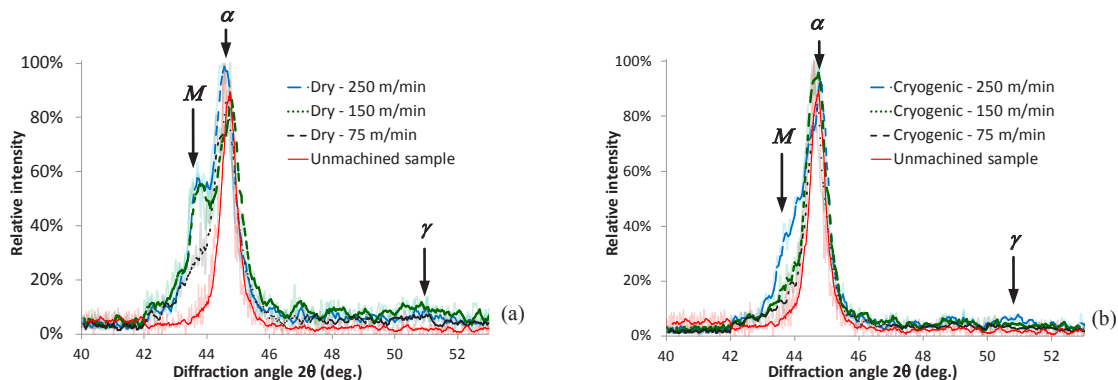 α
100%
80%
60%
40%
20%
0%
Relative intensity
M
γ
Dry - 250 m/min
Dry - 150 m/min
Dry - 75 m/min
Unmachined sample
40 42 44 46 48 50 52
Diffraction angle 2θ (deg.)
(a)
α
100%
80%
60%
40%
20%
0%
Relative intensity
M
γ
Cryogenic - 250 m/min
Cryogenic - 150 m/min
Cryogenic - 75 m/min
Unmachined sample
40 42 44 46 48 50 52
Diffraction angle 2θ (deg.)
(b)